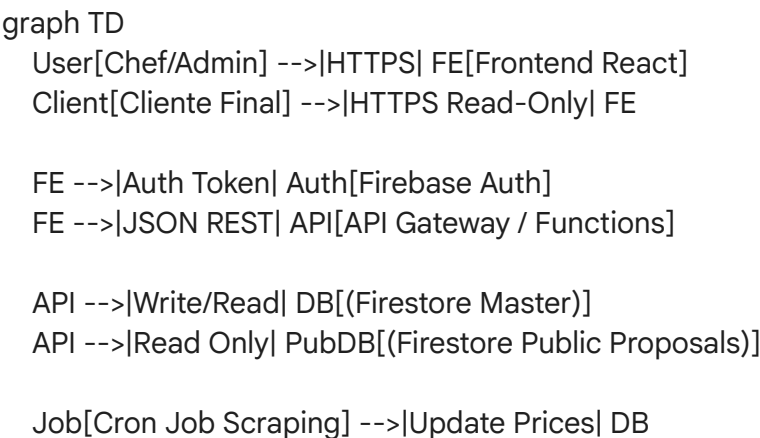 graph TD
User[Chef/Admin] -->|HTTPS| FE[Frontend React]
Client[Cliente Final] -->|HTTPS Read-Only| FE
FE -->|Auth Token| Auth[Firebase Auth]
FE -->|JSON REST| API[API Gateway / Functions]
API -->|Write/Read| DB[(Firestore Master)]
API -->|Read Only| PubDB[(Firestore Public Proposals)]
Job[Cron Job Scraping] -->|Update Prices| DB